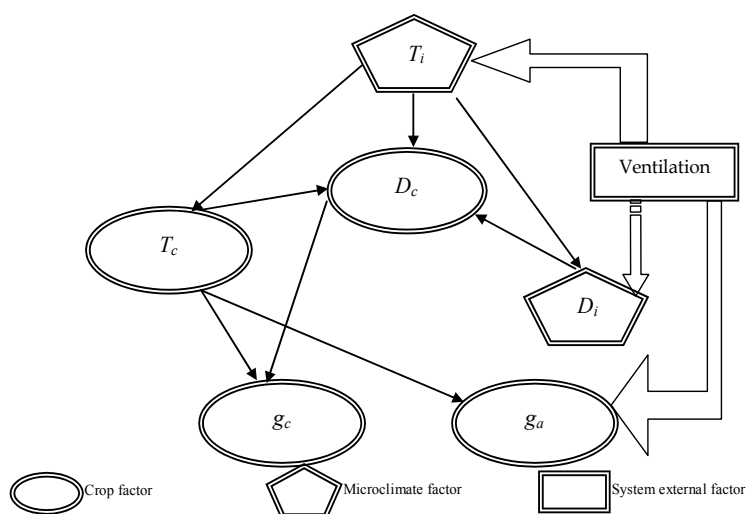 Ti
Ventilation
Dc
Tc
Di
gc
ga
Crop factor
Microclimate factor
System external factor